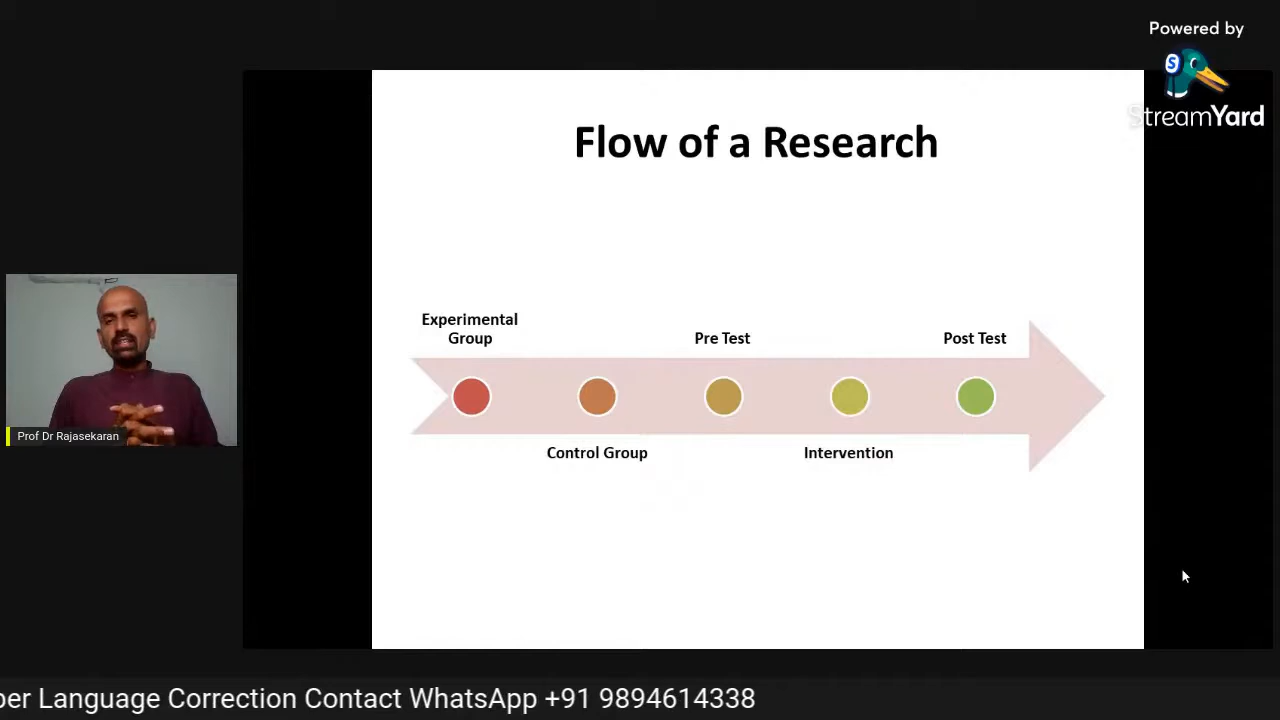 Powered by
S
StreamYard
Flow of a Research
Experimental
Group
Pre Test
Post Test
Control Group
Intervention
Prof Dr Rajasekaran
per Language Correction Contact WhatsApp +91 9894614338